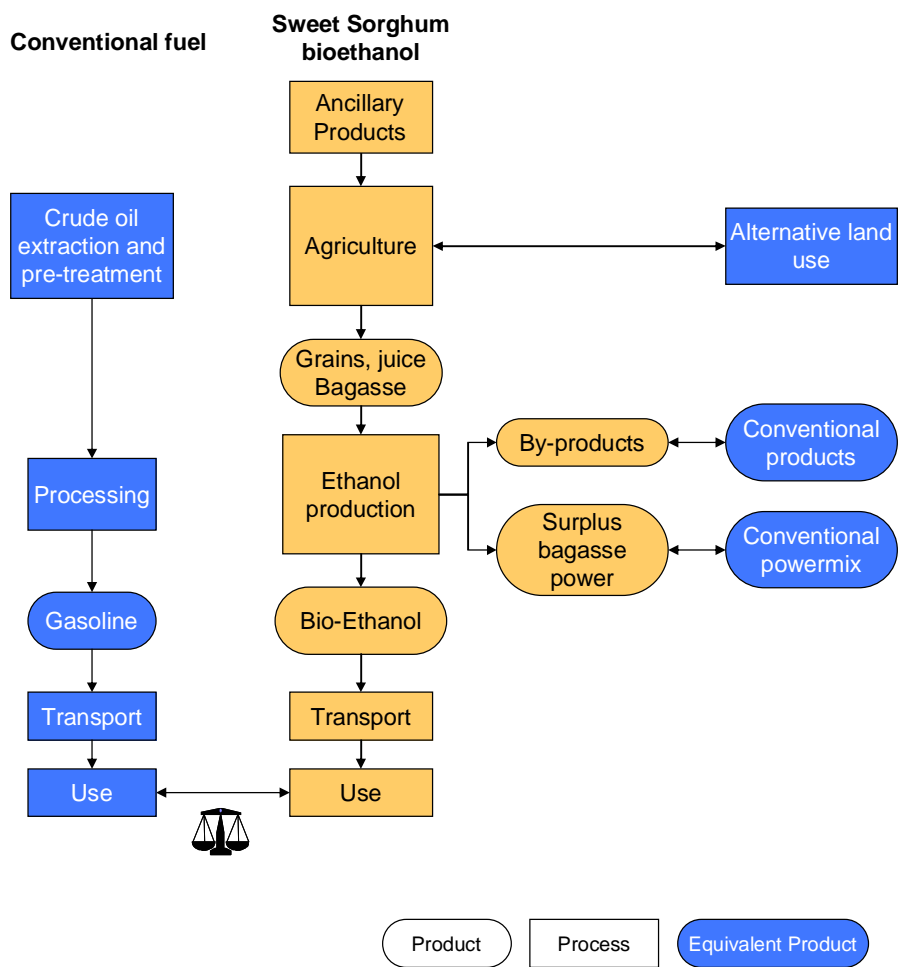 Conventional fuel
Sweet Sorghum
bioethanol
Ancillary
Products
Crude oil
extraction and
pre-treatment
Agriculture
Alternative land
use
Grains, juice
Bagasse
Processing
Ethanol
production
By-products
Conventional
products
Surplus
bagasse
power
Conventional
powermix
Gasoline
Bio-Ethanol
Transport
Transport
Use
Use
Product
Process
Equivalent Product